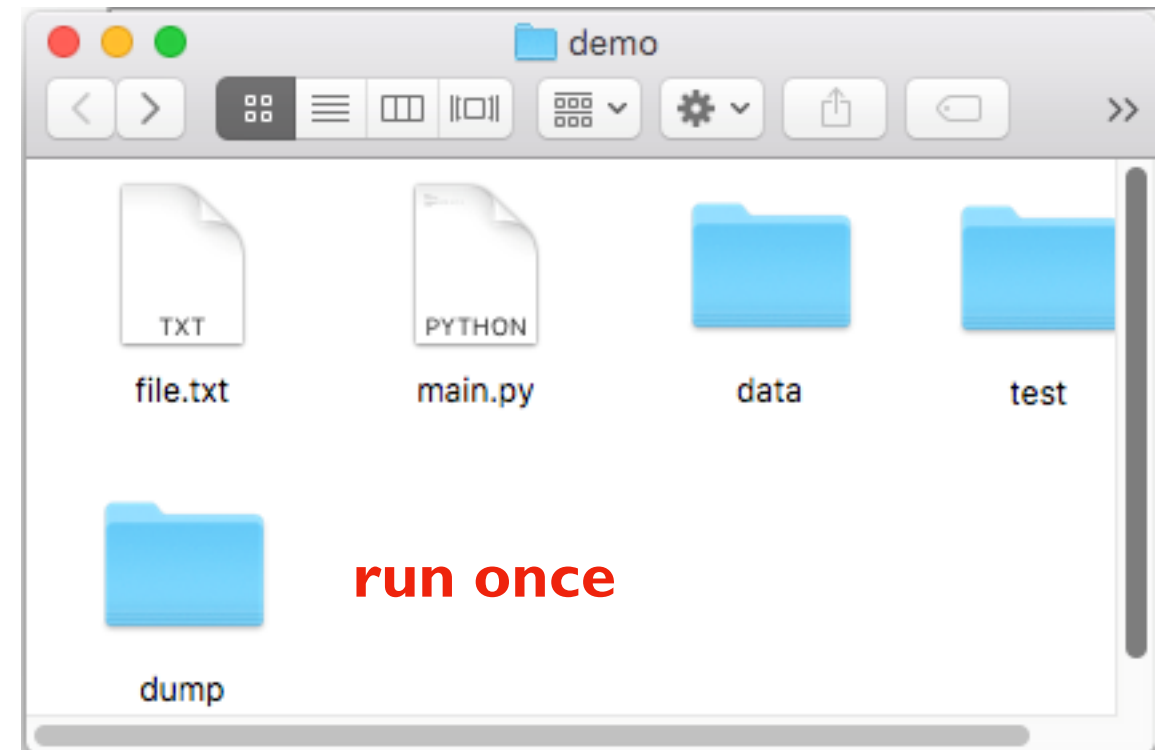 demo
TXT
PYTHON
file.txt
main.py
data
test
run once
dump